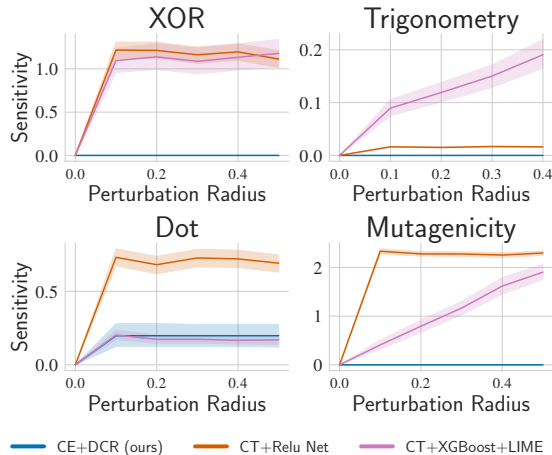 XOR
Trigonometry
Sensitivity
1.0
0.5
0.0
0.0
0.2
0.4
Perturbation Radius
0.2
0.1
0.0
0.0
0.1
0.2
0.3
0.4
Perturbation Radius
Dot
Mutagenicity
Sensitivity
0.5
0.0
0.0
0.2
0.4
Perturbation Radius
2
1
0
0.0
0.2
0.4
Perturbation Radius
CE+DCR (ours)
CT+Relu Net
CT+XGBoost+LIME